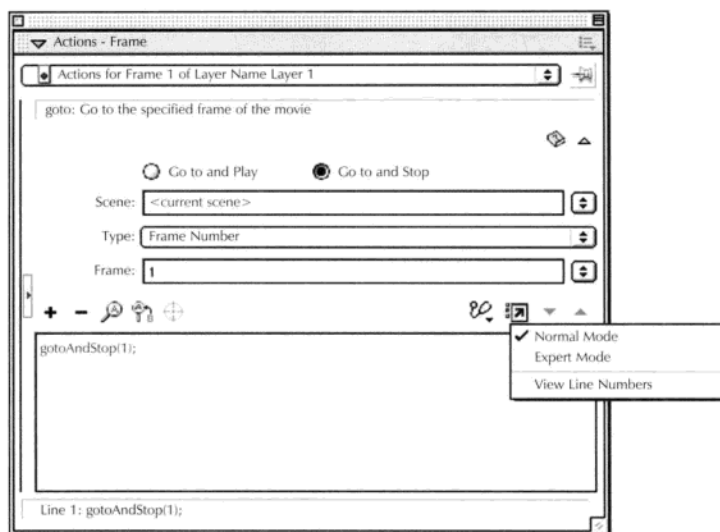 Actions - Frame
Actions for Frame 1 of Layer Name Layer 1
goto: Go to the specified frame of the movie
Go to and Play Go to and Stop
Scene: <current scene>
Type: Frame Number
Frame: 1
Normal Mode
Expert Mode
View Line Numbers
gotoAndStop(1);
Line 1: gotoAndStop(1);